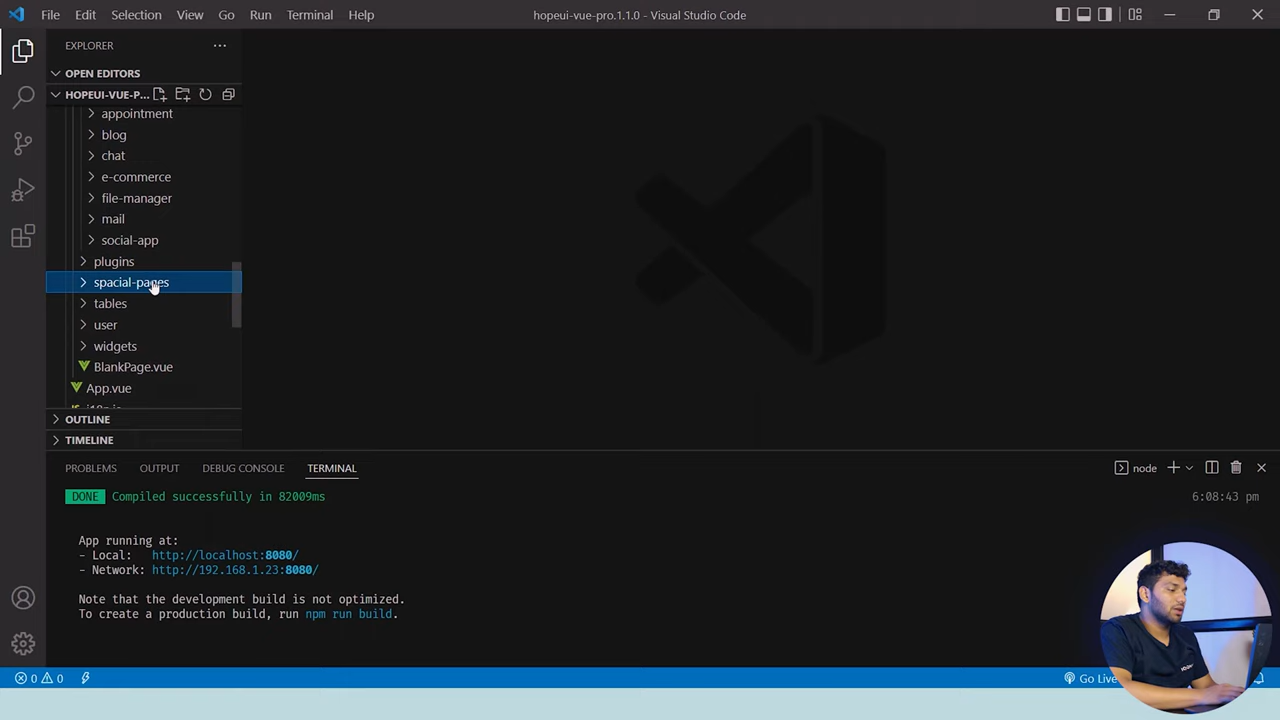 File Edit Selection View Go Run Terminal Help hopeui-vue-pro.1.1.0 - Visual Studio Code
EXPLORER
OPEN EDITORS
HOPEUI-VUE-P...
appointment
blog
chat
e-commerce
file-manager
mail
social-app
plugins
spacial-pages
tables
user
widgets
BlankPage.vue
App.vue
OUTLINE
TIMELINE
PROBLEMS OUTPUT DEBUG CONSOLE TERMINAL node
DONE Compiled successfully in 82009ms 6:08:43 pm
App running at:
- Local: http://localhost:8080/
- Network: http://192.168.1.23:8080/
Note that the development build is not optimized.
To create a production build, run npm run build.
0 0 Go Live